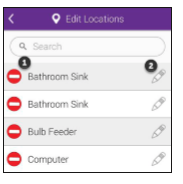 Edit Locations
Search
1 2
Bathroom Sink
Bathroom Sink
Bulb Feeder
Computer